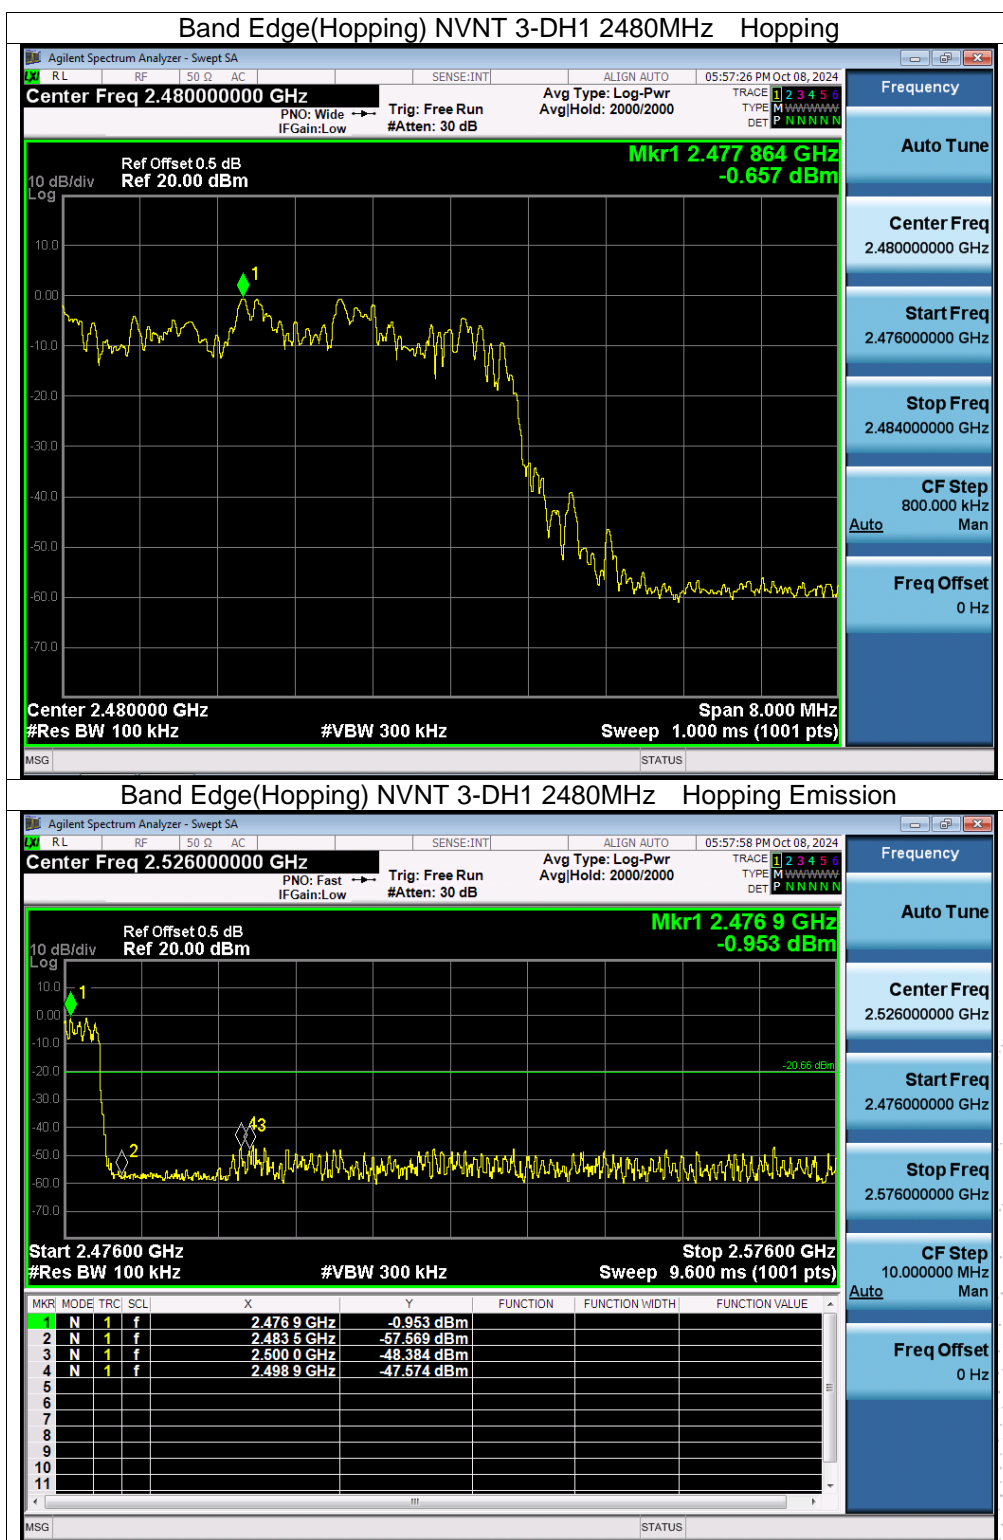 Band Edge(Hopping) NVNT 3-DH1 2480MHz Hopping
Agilent Spectrum Analyzer - Swept SA
LXI RL RF 50 Ω AC SENSE:INT ALIGN AUTO 05:57:26 PM Oct 08, 2024
Center Freq 2.480000000 GHz
PNO: Wide
IFGain:Low
Trig: Free Run
#Atten: 30 dB
Avg Type: Log-Pwr
Avg|Hold: 2000/2000
TRACE 1 2 3 4 5 6
TYPE M W W W W W
DET P N N N N N
Mkr1 2.477 864 GHz
-0.657 dBm
Ref Offset 0.5 dB
Ref 20.00 dBm
10 dB/div
Log
10.0
0.00
-10.0
-20.0
-30.0
-40.0
-50.0
-60.0
-70.0
1
Center 2.480000 GHz
Span 8.000 MHz
#Res BW 100 kHz
#VBW 300 kHz
Sweep 1.000 ms (1001 pts)
MSG
STATUS
Frequency
Auto Tune
Center Freq
2.480000000 GHz
Start Freq
2.476000000 GHz
Stop Freq
2.484000000 GHz
CF Step
800.000 kHz
Auto Man
Freq Offset
0 Hz
Band Edge(Hopping) NVNT 3-DH1 2480MHz Hopping Emission
Agilent Spectrum Analyzer - Swept SA
LXI RL RF 50 Ω AC SENSE:INT ALIGN AUTO 05:57:58 PM Oct 08, 2024
Center Freq 2.526000000 GHz
PNO: Fast
IFGain:Low
Trig: Free Run
#Atten: 30 dB
Avg Type: Log-Pwr
Avg|Hold: 2000/2000
TRACE 1 2 3 4 5 6
TYPE M W W W W W
DET P N N N N N
Mkr1 2.476 9 GHz
-0.953 dBm
Ref Offset 0.5 dB
Ref 20.00 dBm
10 dB/div
Log
10.0
0.00
-10.0
-20.0
-30.0
-40.0
-50.0
-60.0
-70.0
1
-20.66 dBm
2
43
Start 2.47600 GHz
Stop 2.57600 GHz
#Res BW 100 kHz
#VBW 300 kHz
Sweep 9.600 ms (1001 pts)
MKR MODE TRC SCL X Y FUNCTION FUNCTION WIDTH FUNCTION VALUE
1 N 1 f 2.476 9 GHz -0.953 dBm
2 N 1 f 2.483 5 GHz -57.569 dBm
3 N 1 f 2.500 0 GHz -48.384 dBm
4 N 1 f 2.498 9 GHz -47.574 dBm
5
6
7
8
9
10
11
MSG
STATUS
Frequency
Auto Tune
Center Freq
2.526000000 GHz
Start Freq
2.476000000 GHz
Stop Freq
2.576000000 GHz
CF Step
10.000000 MHz
Auto Man
Freq Offset
0 Hz